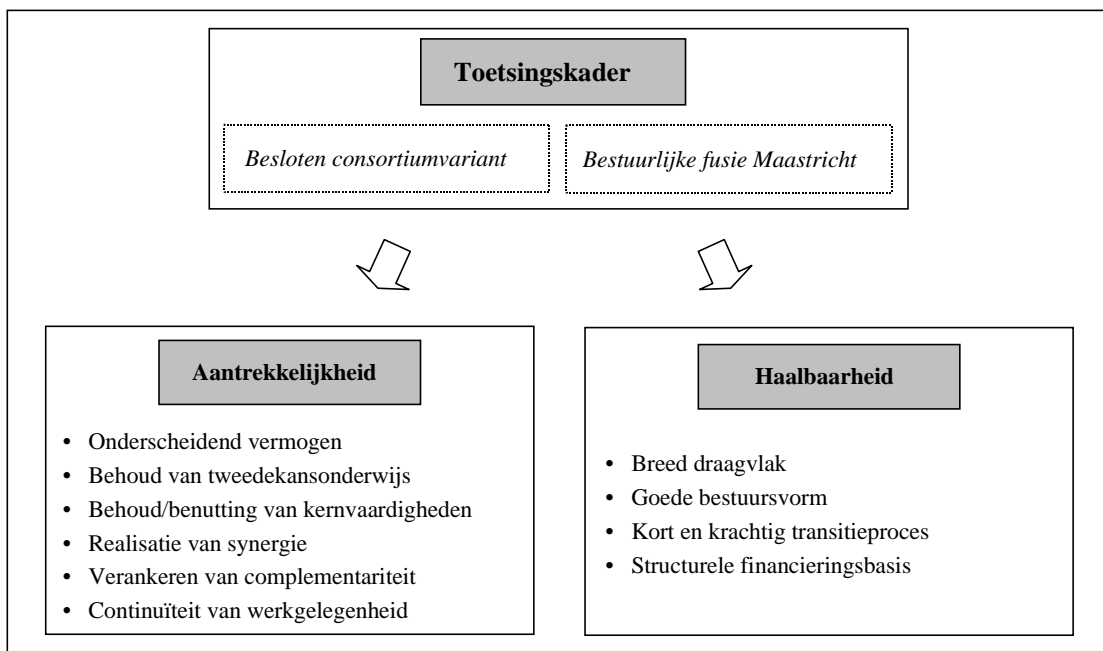 Toetsingskader
Besloten consortiumvariant
Bestuurlijke fusie Maastricht
Aantrekkelijkheid
• Onderscheidend vermogen
• Behoud van tweedekansonderwijs
• Behoud/benutting van kernvaardigheden
• Realisatie van synergie
• Verankeren van complementariteit
• Continuïteit van werkgelegenheid
Haalbaarheid
• Breed draagvlak
• Goede bestuursvorm
• Kort en krachtig transitieproces
• Structurele financieringsbasis